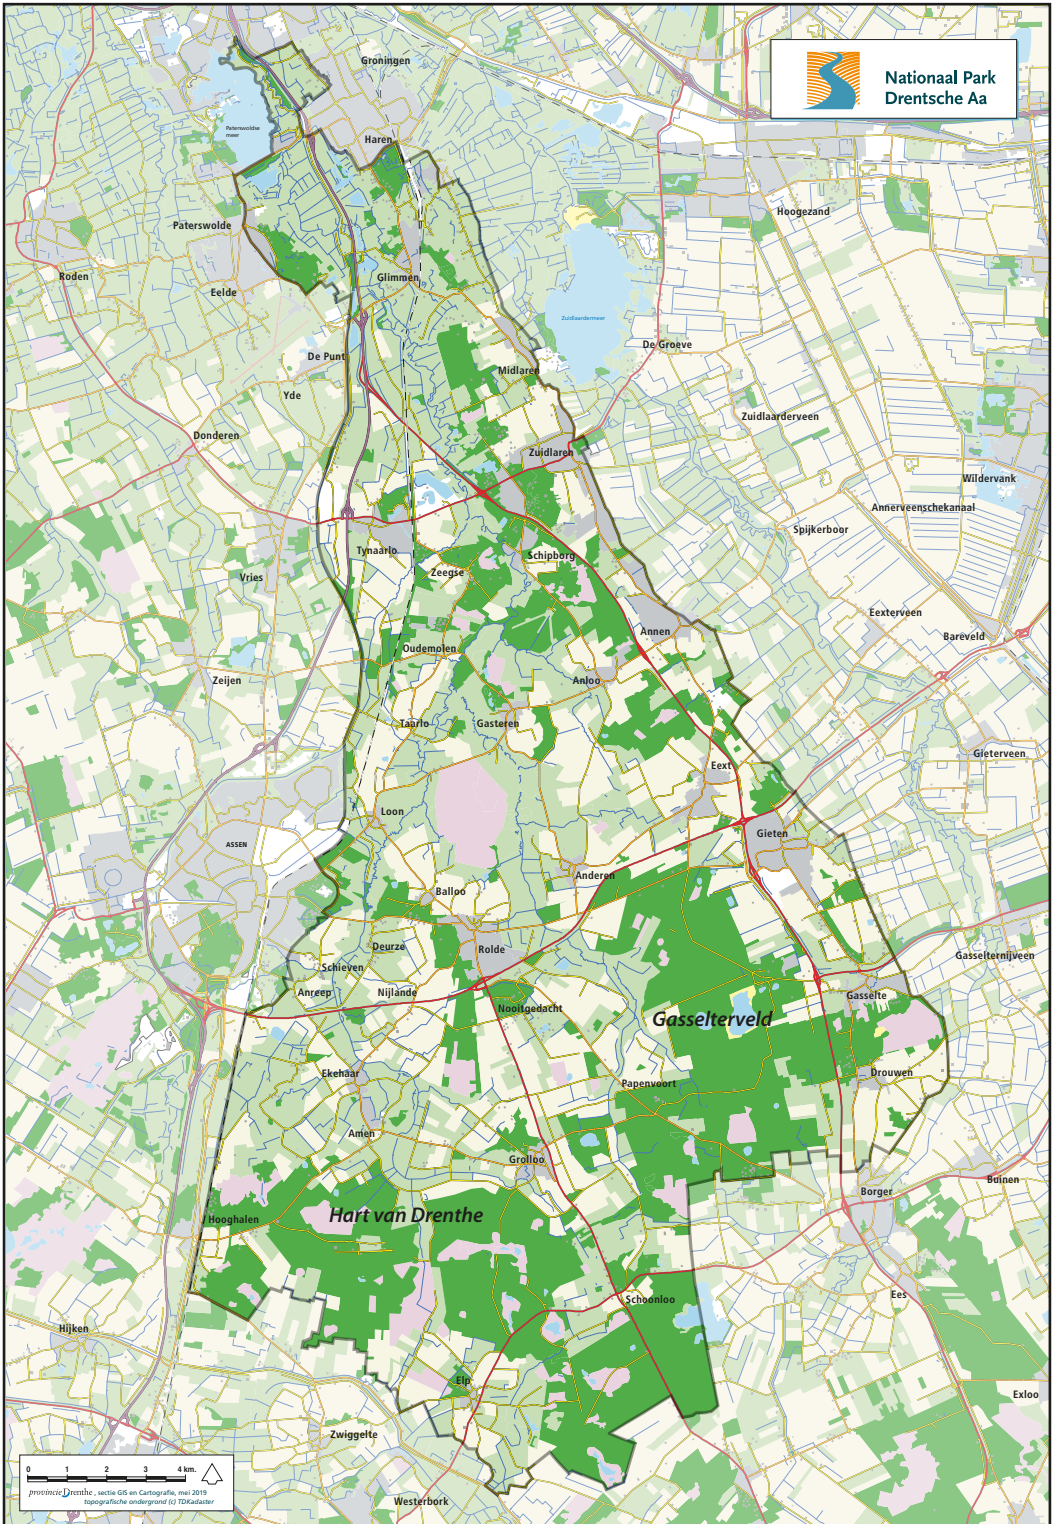 Nationaal Park
Drentsche Aa
Groningen
Paterswoldse
meer
Haren
Hoogezand
Paterswolde
Roden
Glimmen
Eelde
Zuidlaardermeer
De Groeve
De Punt
Midlaren
Yde
Zuidlaarderveen
Donderen
Zuidlaren
Wildervank
Annerveenschekanaal
Spijkerboor
Tynaarlo
Schipborg
Zeegse
Vries
Eexterveen
Annen
Bareveld
Oudemolen
Zeijen
Anloo
Taarlo
Gasteren
Gieterveen
Eext
Loon
Gieten
ASSEN
Anderen
Balloo
Deurze
Rolde
Gasselternijveen
Schieven
Anreep
Nijlande
Gasselte
Nooitgedacht
Gasselterveld
Ekehaar
Drouwen
Papenvoort
Amen
Grolloo
Buinen
Borger
Hooghalen
Hart van Drenthe
Ees
Schoonloo
Hijken
Elp
Exloo
Zwiggelte
Westerbork
0 1 2 3 4 km.
provincie Drenthe , sectie GIS en Cartografie, mei 2019
topografische ondergrond (c) TDKadaster